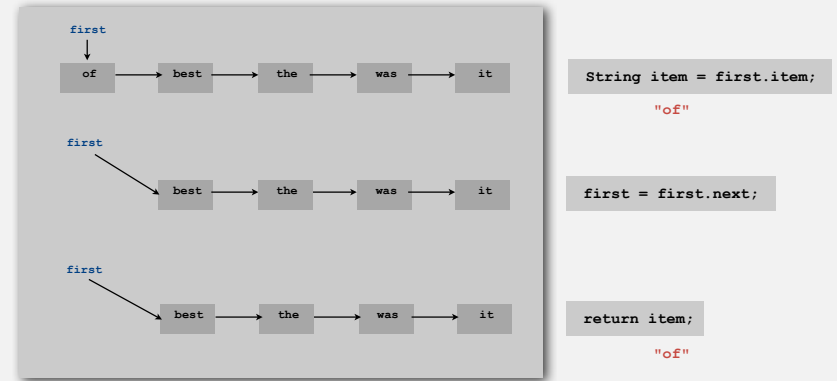 first
of best the was it
String item = first.item;
"of"
first
best the was it
first = first.next;
first
best the was it
return item;
"of"